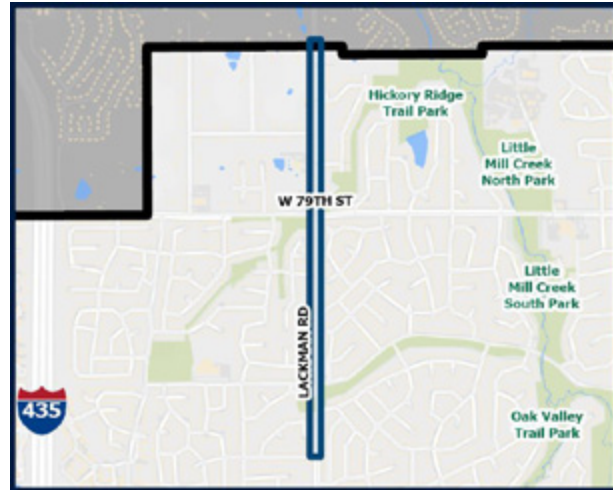 Hickory Ridge
Trail Park
Little
Mill Creek
North Park
W 79TH ST
Little
Mill Creek
South Park
LACKMAN RD
435
Oak Valley
Trail Park